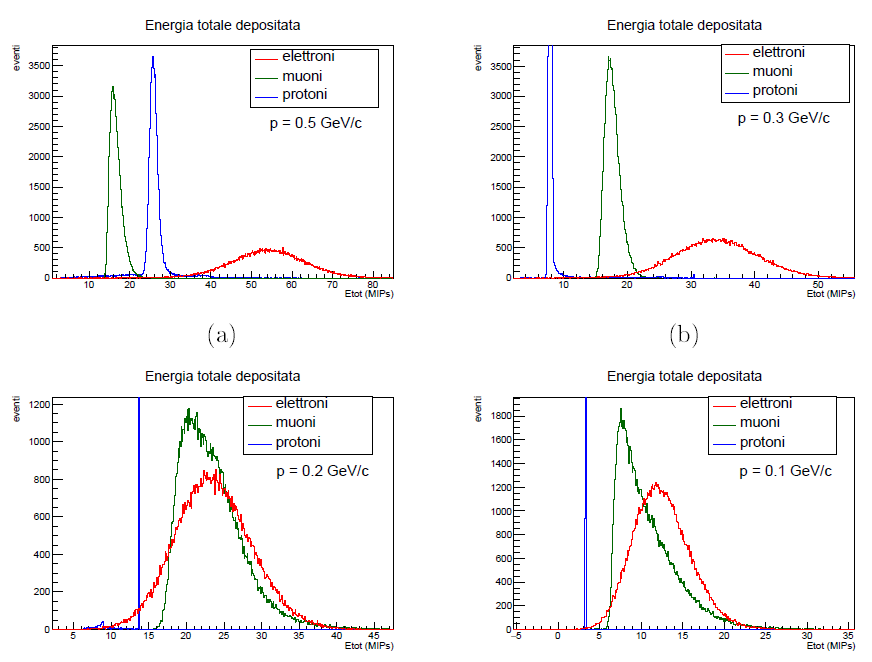 Energia totale depositata
eventi
elettroni
muoni
protoni
p = 0.5 GeV/c
3500
3000
2500
2000
1500
1000
500
0
10 20 30 40 50 60 70 80
Etot (MIPs)
(a)
Energia totale depositata
eventi
elettroni
muoni
protoni
p = 0.3 GeV/c
3500
3000
2500
2000
1500
1000
500
0
10 20 30 40 50
Etot (MIPs)
(b)
Energia totale depositata
eventi
elettroni
muoni
protoni
p = 0.2 GeV/c
1200
1000
800
600
400
200
0
5 10 15 20 25 30 35 40 45
Etot (MIPs)
Energia totale depositata
eventi
elettroni
muoni
protoni
p = 0.1 GeV/c
1800
1600
1400
1200
1000
800
600
400
200
0
-5 0 5 10 15 20 25 30 35
Etot (MIPs)